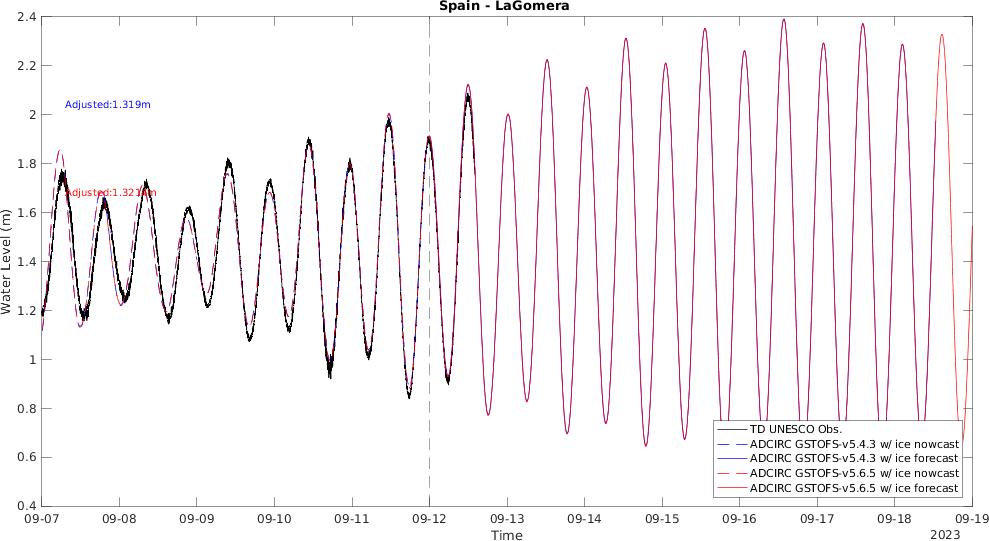 Spain - LaGomera
2.4
2.2
2
1.8
1.6
1.4
1.2
1
0.8
0.6
0.4
Water Level (m)
Adjusted:1.319m
Adjusted:1.321m
TD UNESCO Obs.
ADCIRC GSTOFS-v5.4.3 w/ ice nowcast
ADCIRC GSTOFS-v5.4.3 w/ ice forecast
ADCIRC GSTOFS-v5.6.5 w/ ice nowcast
ADCIRC GSTOFS-v5.6.5 w/ ice forecast
09-07 09-08 09-09 09-10 09-11 09-12 09-13 09-14 09-15 09-16 09-17 09-18 09-19
Time
2023